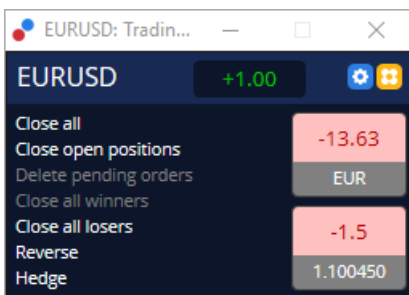 EURUSD: Tradin...
EURUSD +1.00
Close all
Close open positions
Delete pending orders
Close all winners
Close all losers
Reverse
Hedge
-13.63
EUR
-1.5
1.100450